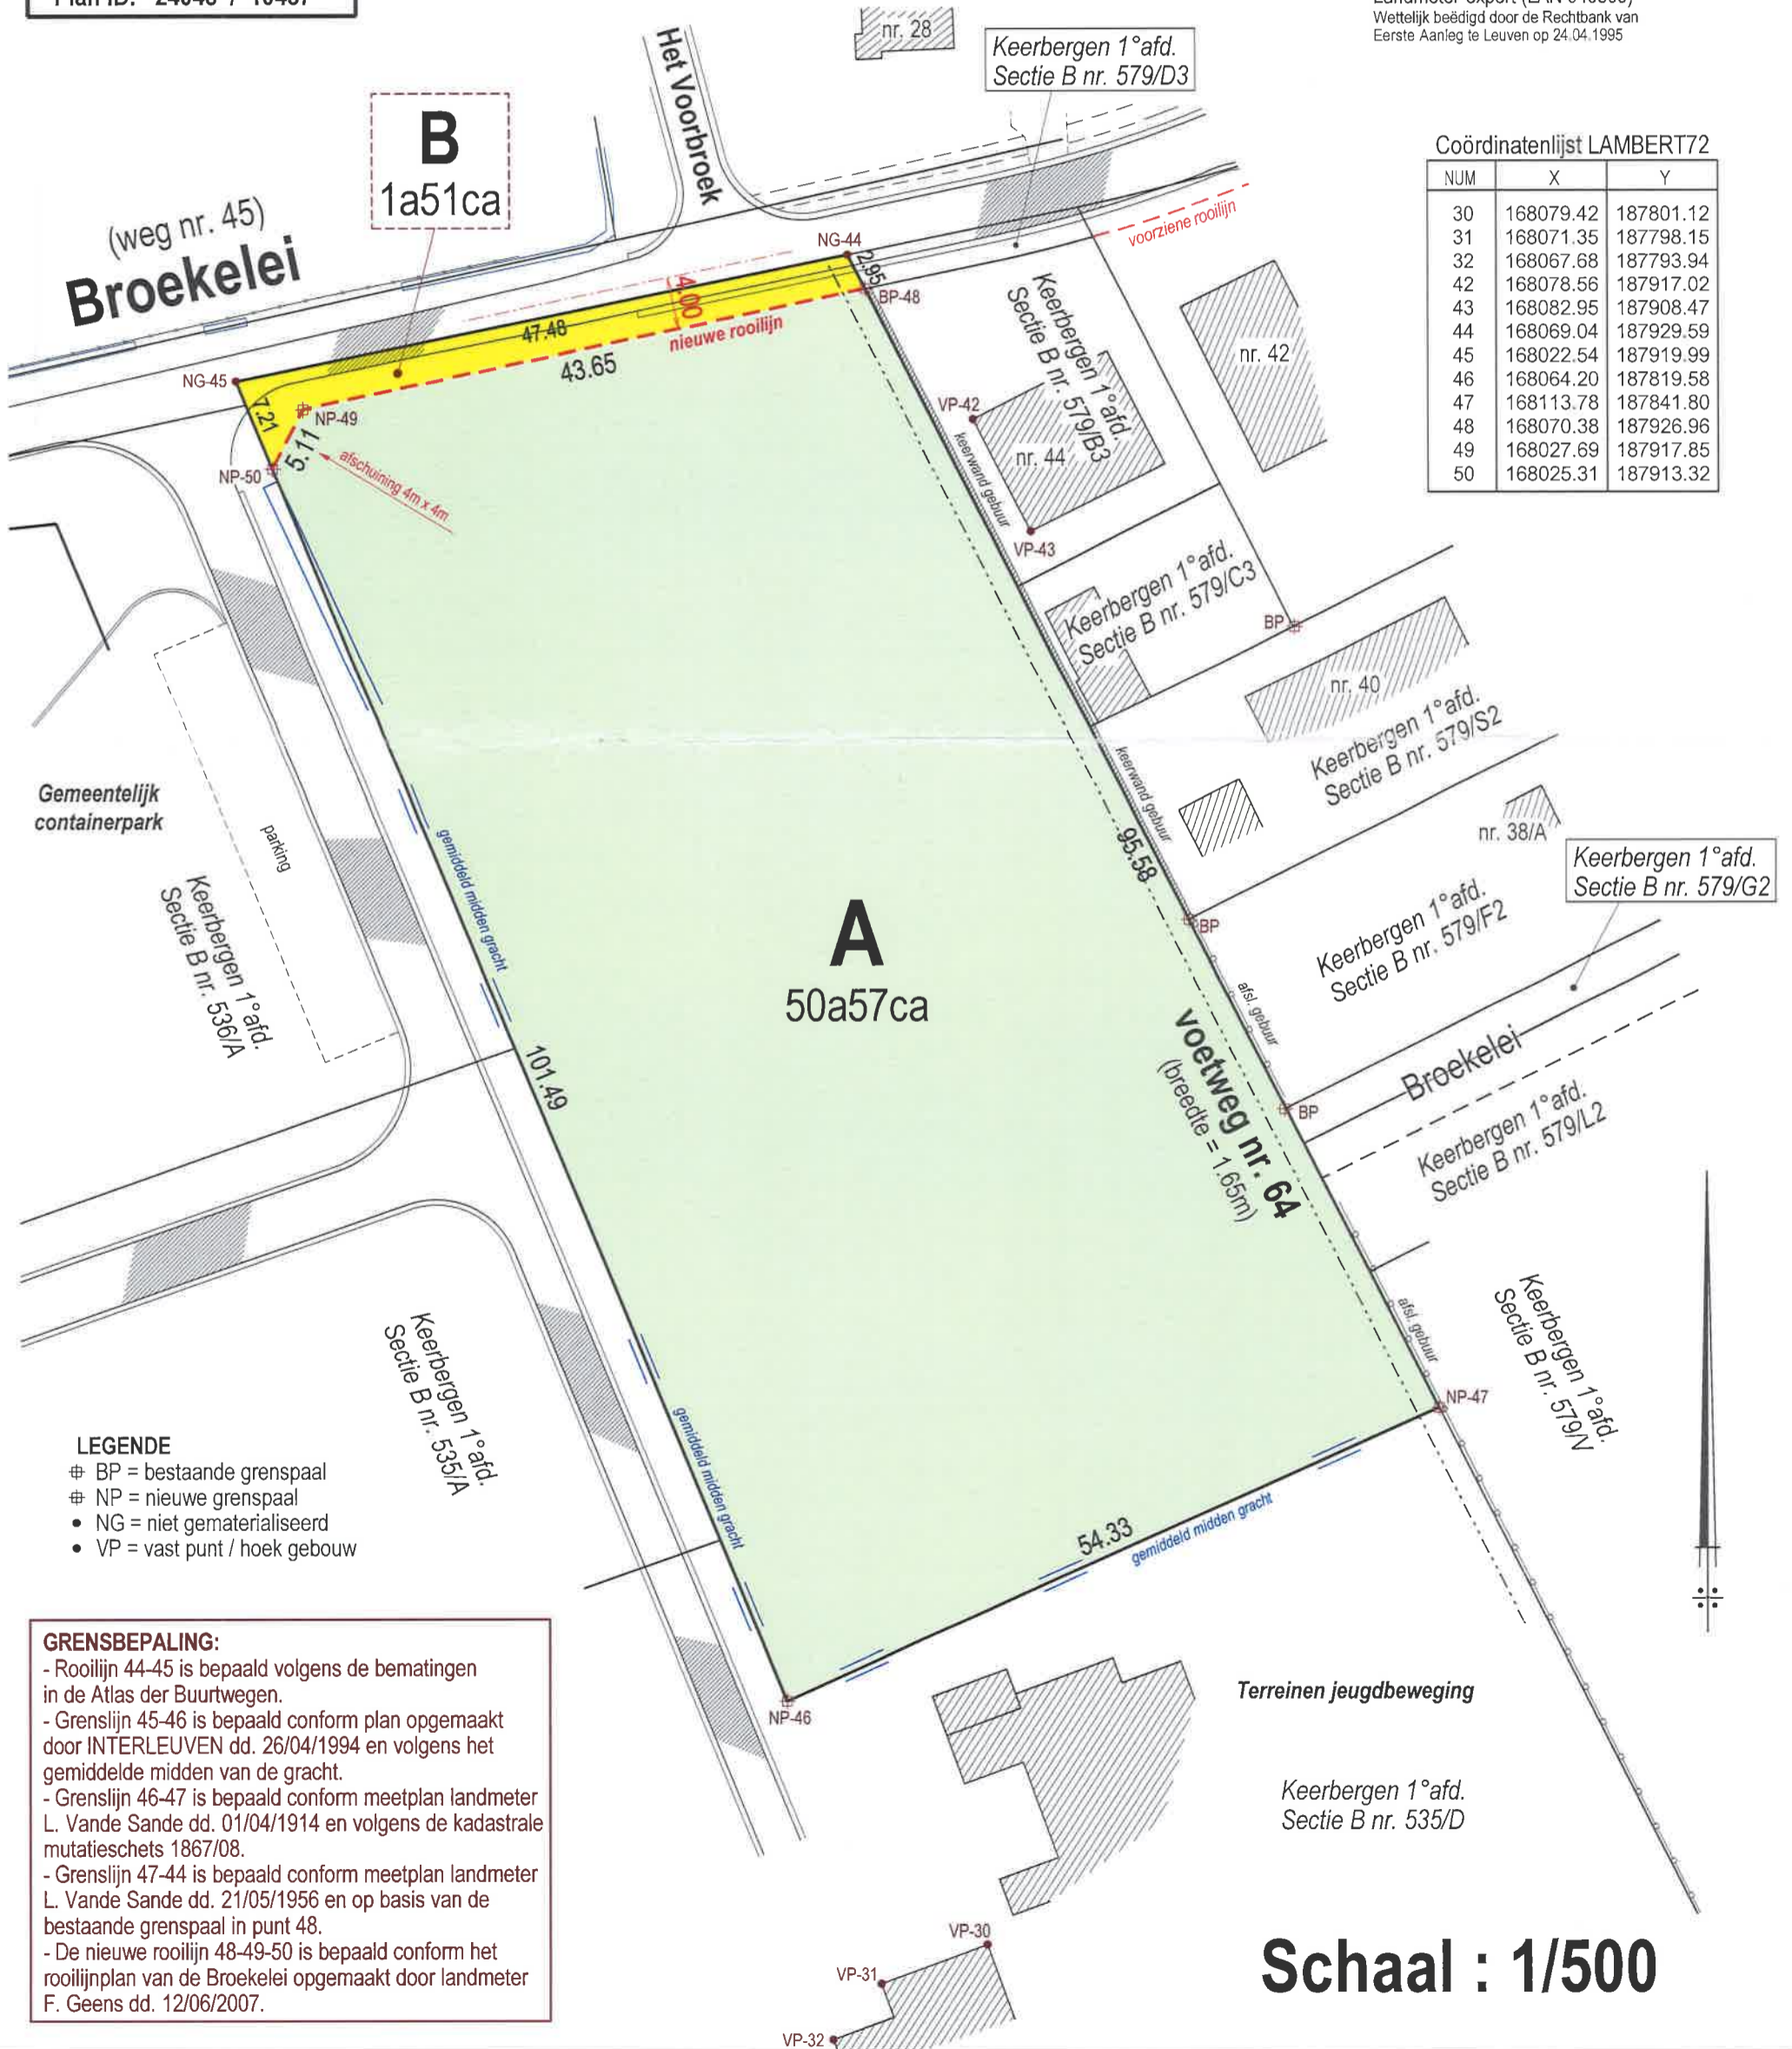 Wettelijk beëdigd door de Rechtbank van
Eerste Aanleg te Leuven op 24.04.1995
nr. 28
Keerbergen 1°afd.
Sectie B nr. 579/D3
Het Voorbroek
B
1a51ca
(weg nr. 45)
Broekelei
Coördinatenlijst LAMBERT72
NUM X Y
30 168079.42 187801.12
31 168071.35 187798.15
32 168067.68 187793.94
42 168078.56 187917.02
43 168082.95 187908.47
44 168069.04 187929.59
45 168022.54 187919.99
46 168064.20 187819.58
47 168113.78 187841.80
48 168070.38 187926.96
49 168027.69 187917.85
50 168025.31 187913.32
voorziene rooilijn
NG-44
2.95
BP-48
4.00
47.48
nieuwe rooilijn
43.65
NG-45
7.21
NP-49
5.11
NP-50
afschuining 4m x 4m
Keerbergen 1°afd.
Sectie B nr. 579/B3
nr. 42
VP-42
nr. 44
keerwand gebuur
VP-43
Keerbergen 1°afd.
Sectie B nr. 579/C3
BP
nr. 40
Keerbergen 1°afd.
Sectie B nr. 579/S2
keerwand gebuur
95.58
nr. 38/A
Keerbergen 1°afd.
Sectie B nr. 579/G2
Gemeentelijk
containerpark
parking
gemiddeld midden gracht
Keerbergen 1°afd.
Sectie B nr. 536/A
A
50a57ca
BP
Keerbergen 1°afd.
Sectie B nr. 579/F2
afsl. gebuur
voetweg nr. 64
(breedte = 1.65m)
BP
Broekelei
Keerbergen 1°afd.
Sectie B nr. 579/L2
101.49
afsl. gebuur
Keerbergen 1°afd.
Sectie B nr. 579/V
NP-47
Keerbergen 1°afd.
Sectie B nr. 535/A
gemiddeld midden gracht
54.33
gemiddeld midden gracht
NP-46
LEGENDE
BP = bestaande grenspaal
NP = nieuwe grenspaal
• NG = niet gematerialiseerd
• VP = vast punt / hoek gebouw
GRENSBEPALING:
- Rooilijn 44-45 is bepaald volgens de bematingen
in de Atlas der Buurtwegen.
- Grenslijn 45-46 is bepaald conform plan opgemaakt
door INTERLEUVEN dd. 26/04/1994 en volgens het
gemiddelde midden van de gracht.
- Grenslijn 46-47 is bepaald conform meetplan landmeter
L. Vande Sande dd. 01/04/1914 en volgens de kadastrale
mutatieschets 1867/08.
- Grenslijn 47-44 is bepaald conform meetplan landmeter
L. Vande Sande dd. 21/05/1956 en op basis van de
bestaande grenspaal in punt 48.
- De nieuwe rooilijn 48-49-50 is bepaald conform het
rooilijnplan van de Broekelei opgemaakt door landmeter
F. Geens dd. 12/06/2007.
Terreinen jeugdbeweging
Keerbergen 1°afd.
Sectie B nr. 535/D
VP-30
VP-31
VP-32
Schaal : 1/500